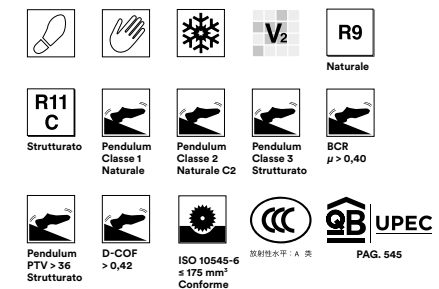 V2
R9
Naturale
R11
C
Strutturato
Pendulum
Classe 1
Naturale
Pendulum
Classe 2
Naturale C2
Pendulum
Classe 3
Strutturato
BCR
µ > 0,40
Pendulum
PTV > 36
Strutturato
D-COF
> 0,42
ISO 10545-6
≤ 175 mm³
Conforme
CCC
放射性水平：A 类
QB UPEC
PAG. 545